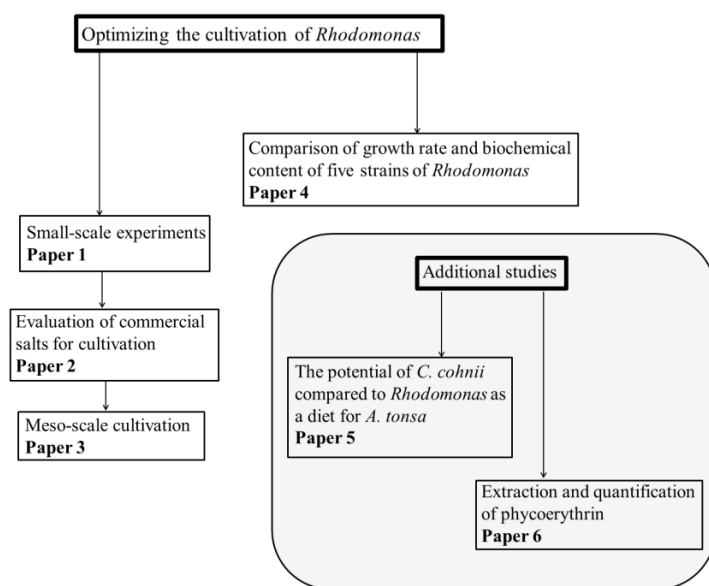 Optimizing the cultivation of Rhodomonas
Comparison of growth rate and biochemical
content of five strains of Rhodomonas
Paper 4
Small-scale experiments
Paper 1
Evaluation of commercial
salts for cultivation
Paper 2
Meso-scale cultivation
Paper 3
Additional studies
The potential of C. cohnii
compared to Rhodomonas as
a diet for A. tonsa
Paper 5
Extraction and quantification
of phycoerythrin
Paper 6